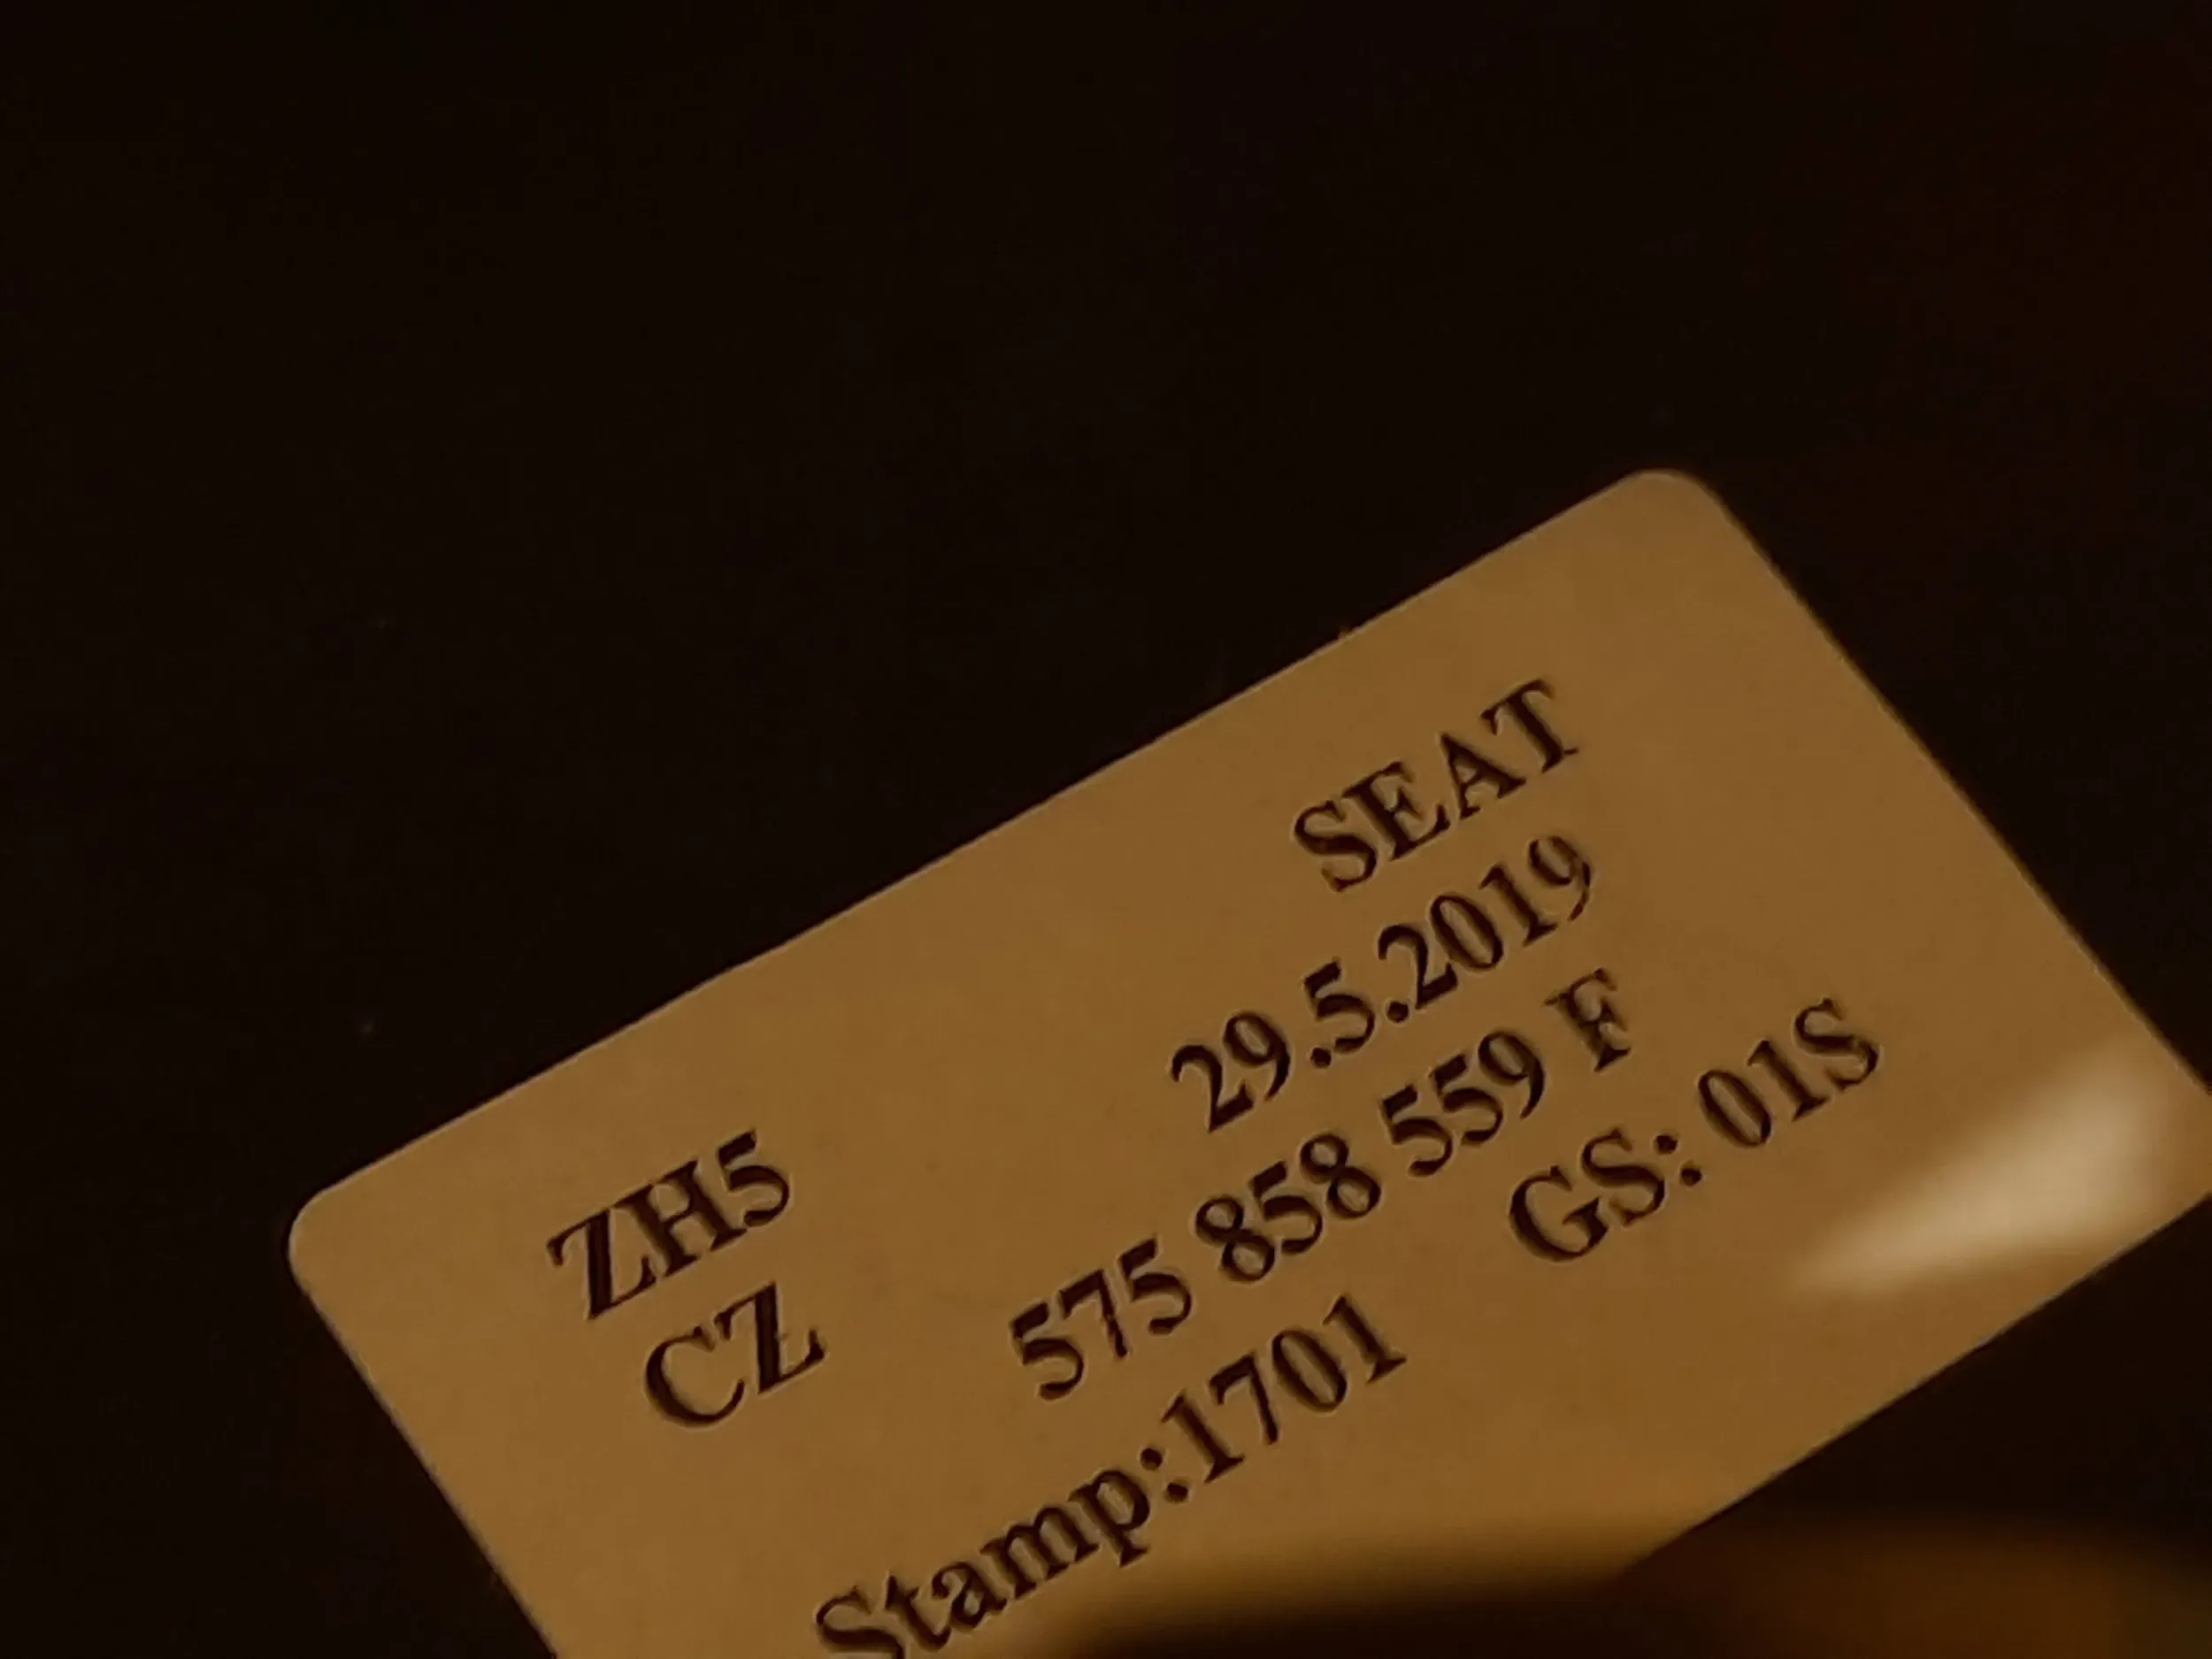 SEAT
ZH5 29.5.2019
CZ 575 858 559 F
GS: 01S
Stamp:1701